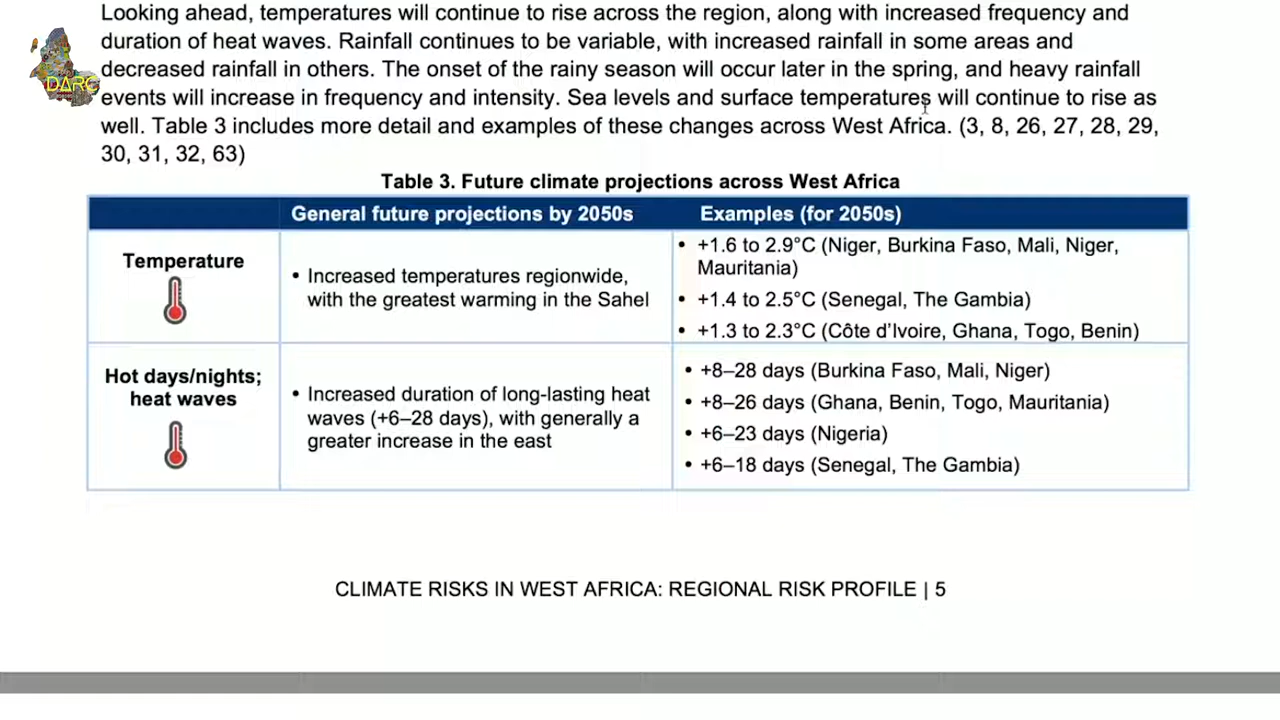 Looking ahead, temperatures will continue to rise across the region, along with increased frequency and
duration of heat waves. Rainfall continues to be variable, with increased rainfall in some areas and
decreased rainfall in others. The onset of the rainy season will occur later in the spring, and heavy rainfall
events will increase in frequency and intensity. Sea levels and surface temperatures will continue to rise as
well. Table 3 includes more detail and examples of these changes across West Africa. (3, 8, 26, 27, 28, 29,
30, 31, 32, 63)
DARC
Table 3. Future climate projections across West Africa
General future projections by 2050s
Examples (for 2050s)
Temperature
• Increased temperatures regionwide,
with the greatest warming in the Sahel
• +1.6 to 2.9°C (Niger, Burkina Faso, Mali, Niger,
Mauritania)
• +1.4 to 2.5°C (Senegal, The Gambia)
• +1.3 to 2.3°C (Côte d'Ivoire, Ghana, Togo, Benin)
Hot days/nights;
heat waves
• Increased duration of long-lasting heat
waves (+6–28 days), with generally a
greater increase in the east
• +8–28 days (Burkina Faso, Mali, Niger)
• +8–26 days (Ghana, Benin, Togo, Mauritania)
• +6–23 days (Nigeria)
• +6–18 days (Senegal, The Gambia)
CLIMATE RISKS IN WEST AFRICA: REGIONAL RISK PROFILE | 5